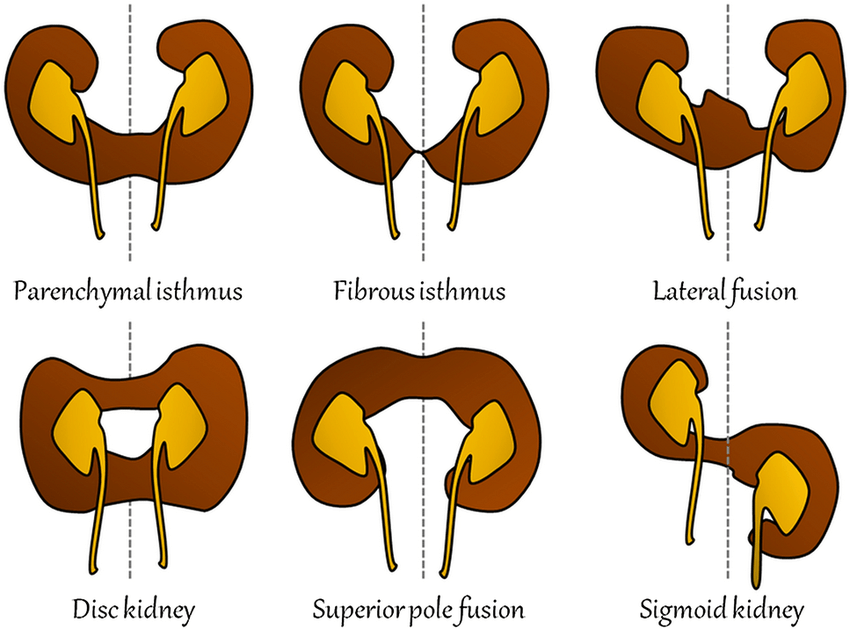 Parenchymal isthmus
Fibrous isthmus
Lateral fusion
Disc kidney
Superior pole fusion
Sigmoid kidney